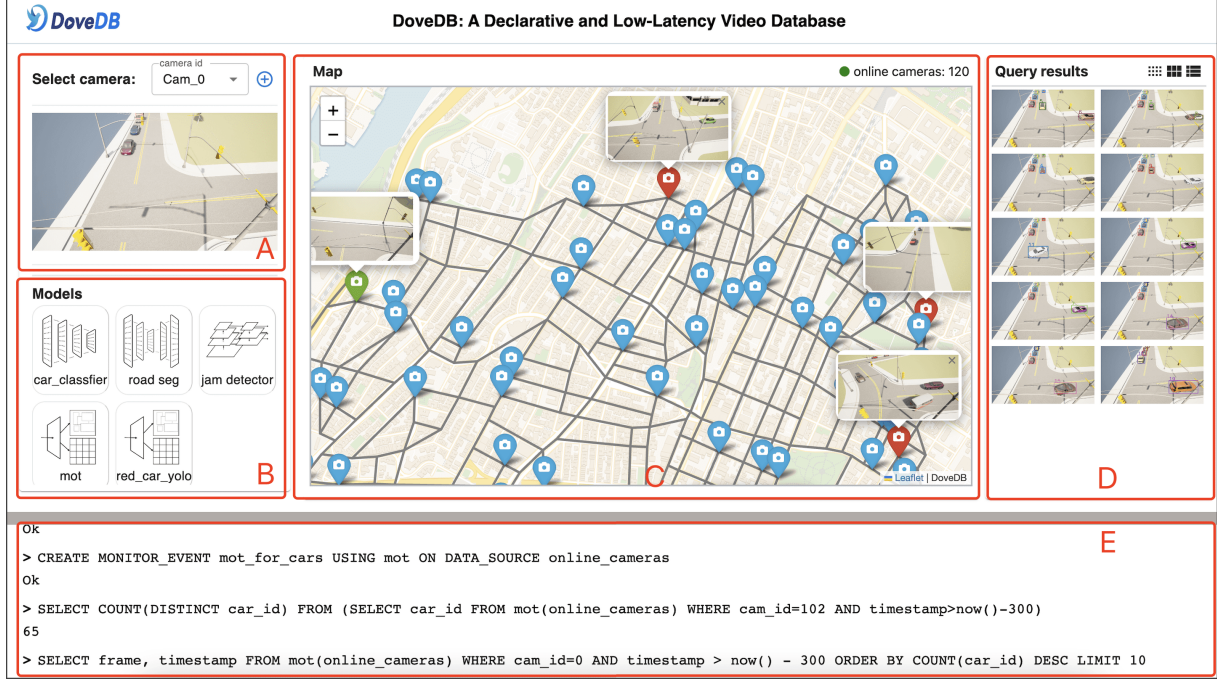 DoveDB
DoveDB: A Declarative and Low-Latency Video Database
Select camera:
camera id
Cam_0
A
Models
car_classfier
road seg
jam detector
mot
red_car_yolo
B
Map
online cameras: 120
+
−
Leaflet | DoveDB
C
Query results
D
Ok
> CREATE MONITOR_EVENT mot_for_cars USING mot ON DATA_SOURCE online_cameras
Ok
> SELECT COUNT(DISTINCT car_id) FROM (SELECT car_id FROM mot(online_cameras) WHERE cam_id=102 AND timestamp>now()-300)
65
> SELECT frame, timestamp FROM mot(online_cameras) WHERE cam_id=0 AND timestamp > now() - 300 ORDER BY COUNT(car_id) DESC LIMIT 10
E